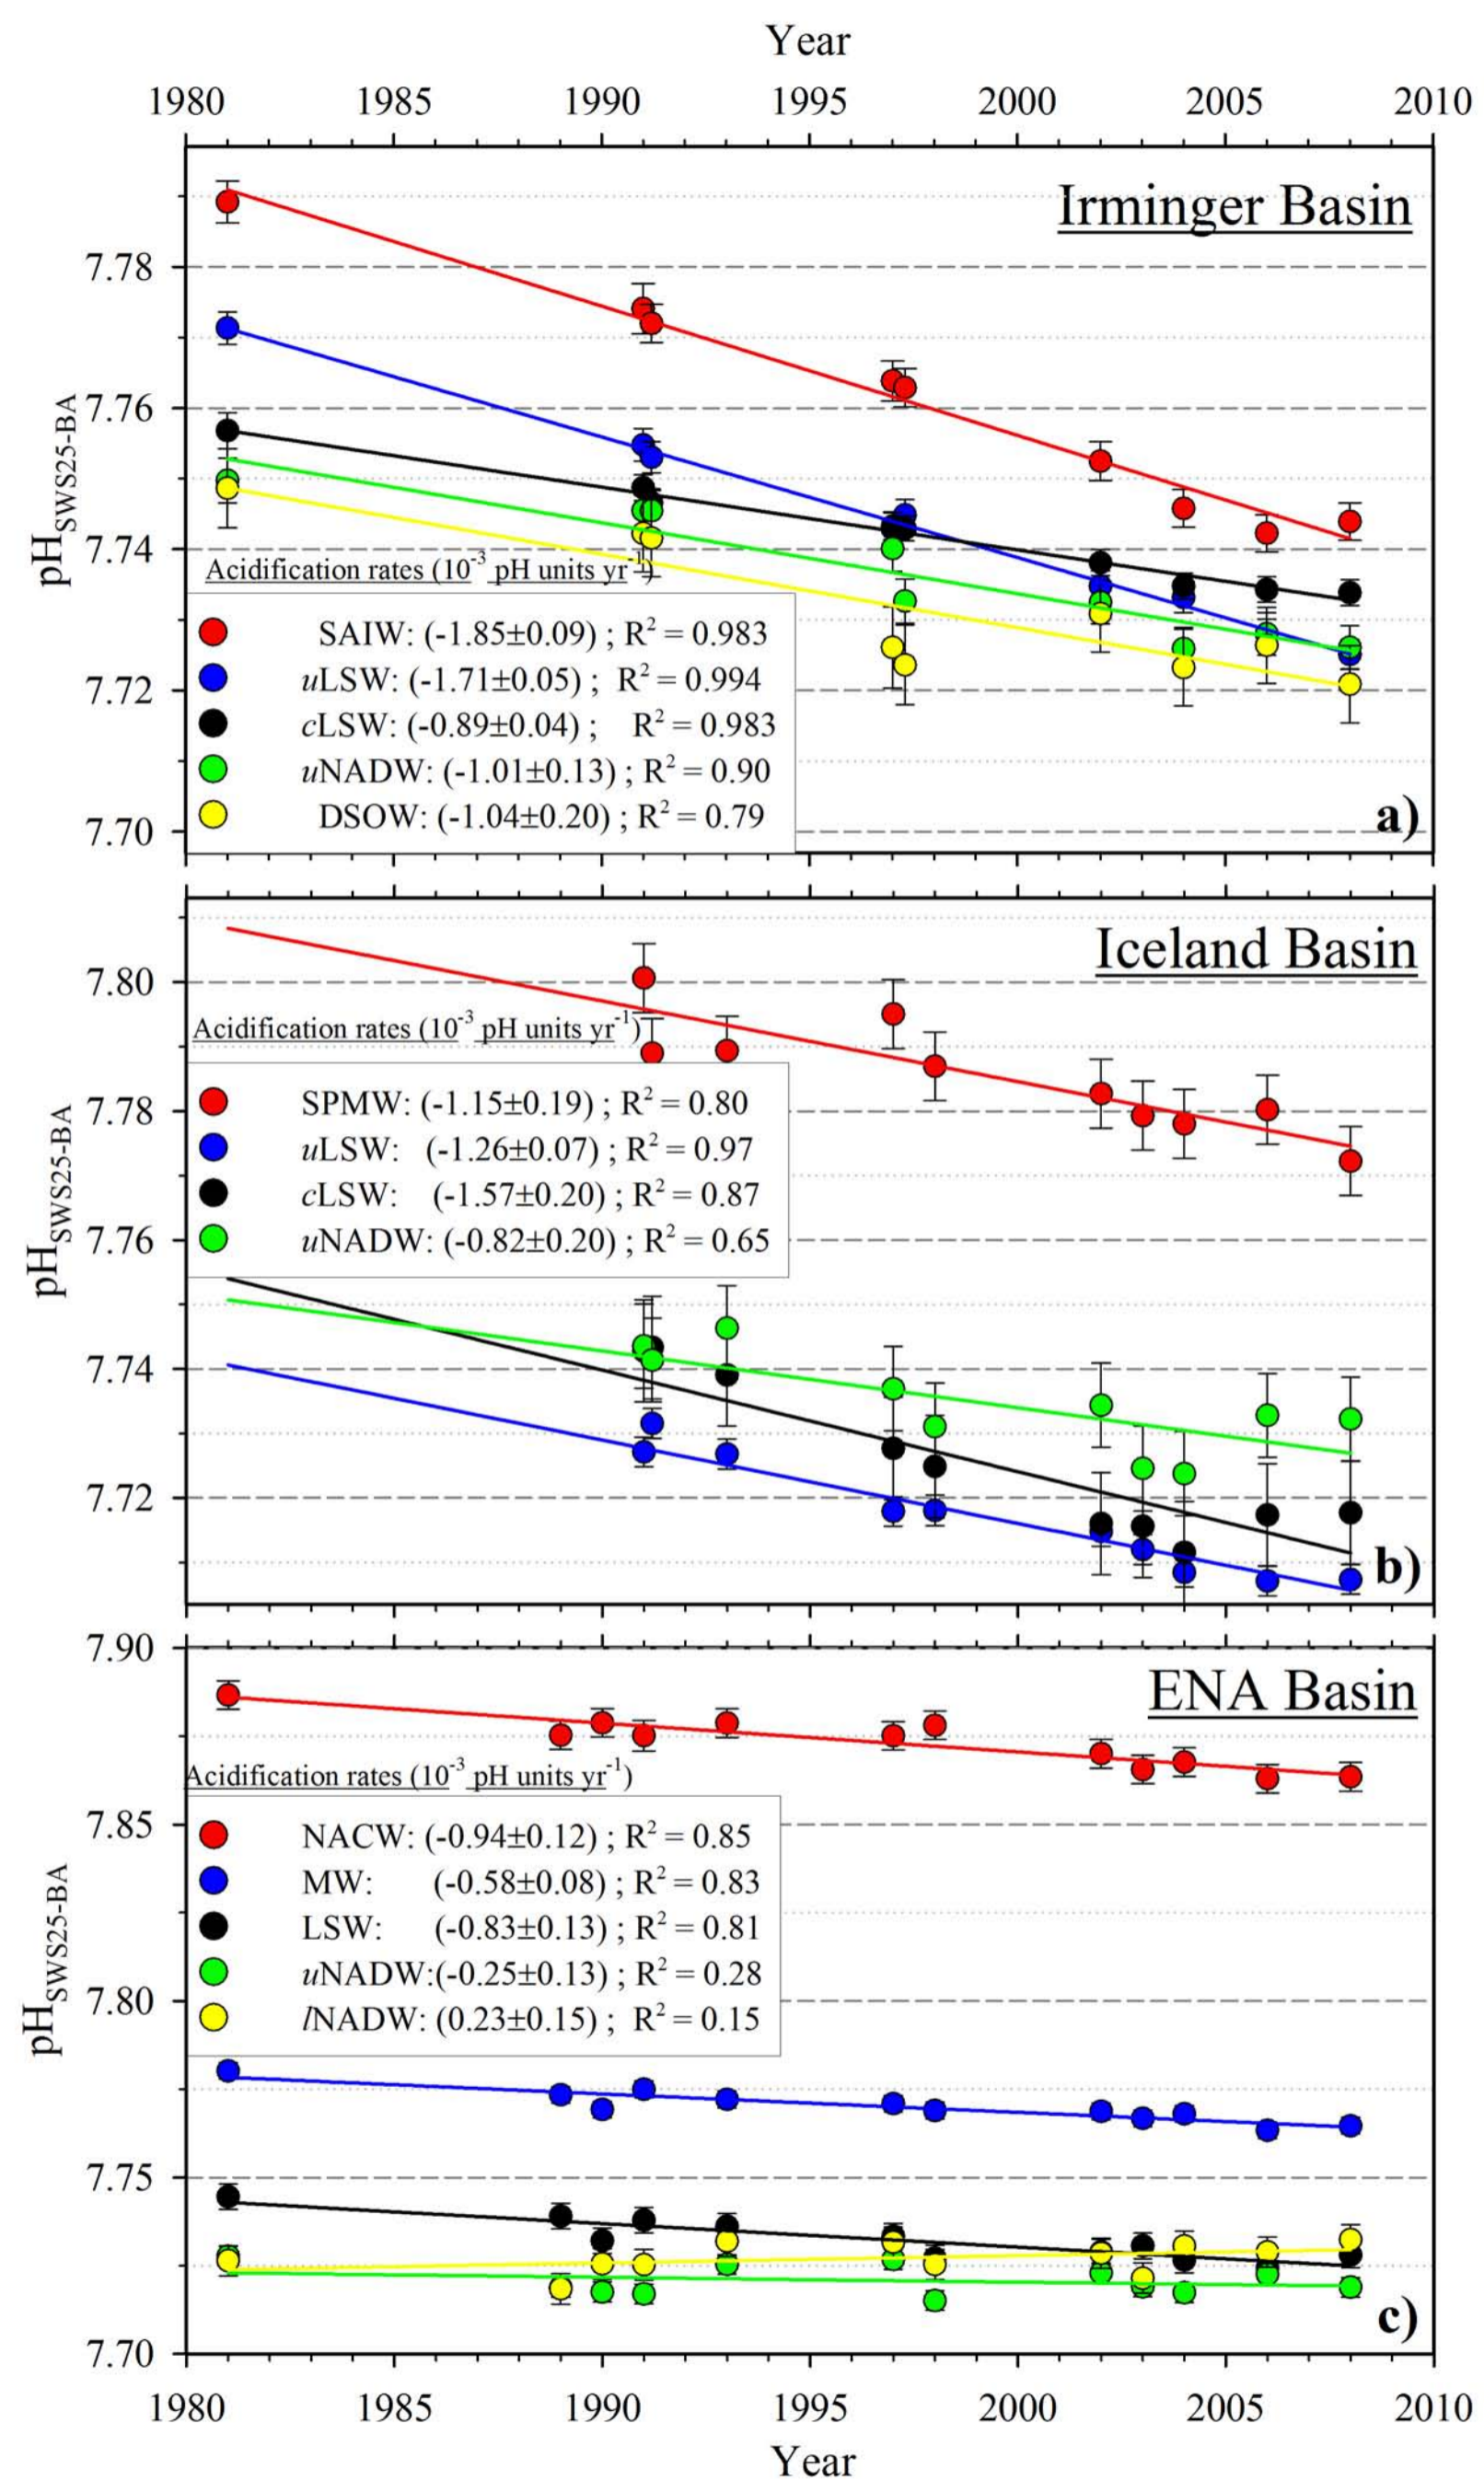 Year
1980 1985 1990 1995 2000 2005 2010
Irminger Basin
7.78
7.76
7.74
7.72
7.70
pH_SWS25-BA
Acidification rates (10^-3 pH units yr^-1)
SAIW: (-1.85±0.09) ; R² = 0.983
uLSW: (-1.71±0.05) ; R² = 0.994
cLSW: (-0.89±0.04) ; R² = 0.983
uNADW: (-1.01±0.13) ; R² = 0.90
DSOW: (-1.04±0.20) ; R² = 0.79
a)
Iceland Basin
7.80
7.78
7.76
7.74
7.72
pH_SWS25-BA
Acidification rates (10^-3 pH units yr^-1)
SPMW: (-1.15±0.19) ; R² = 0.80
uLSW: (-1.26±0.07) ; R² = 0.97
cLSW: (-1.57±0.20) ; R² = 0.87
uNADW: (-0.82±0.20) ; R² = 0.65
b)
ENA Basin
7.90
7.85
7.80
7.75
7.70
pH_SWS25-BA
Acidification rates (10^-3 pH units yr^-1)
NACW: (-0.94±0.12) ; R² = 0.85
MW: (-0.58±0.08) ; R² = 0.83
LSW: (-0.83±0.13) ; R² = 0.81
uNADW:(-0.25±0.13) ; R² = 0.28
lNADW: (0.23±0.15) ; R² = 0.15
c)
1980 1985 1990 1995 2000 2005 2010
Year